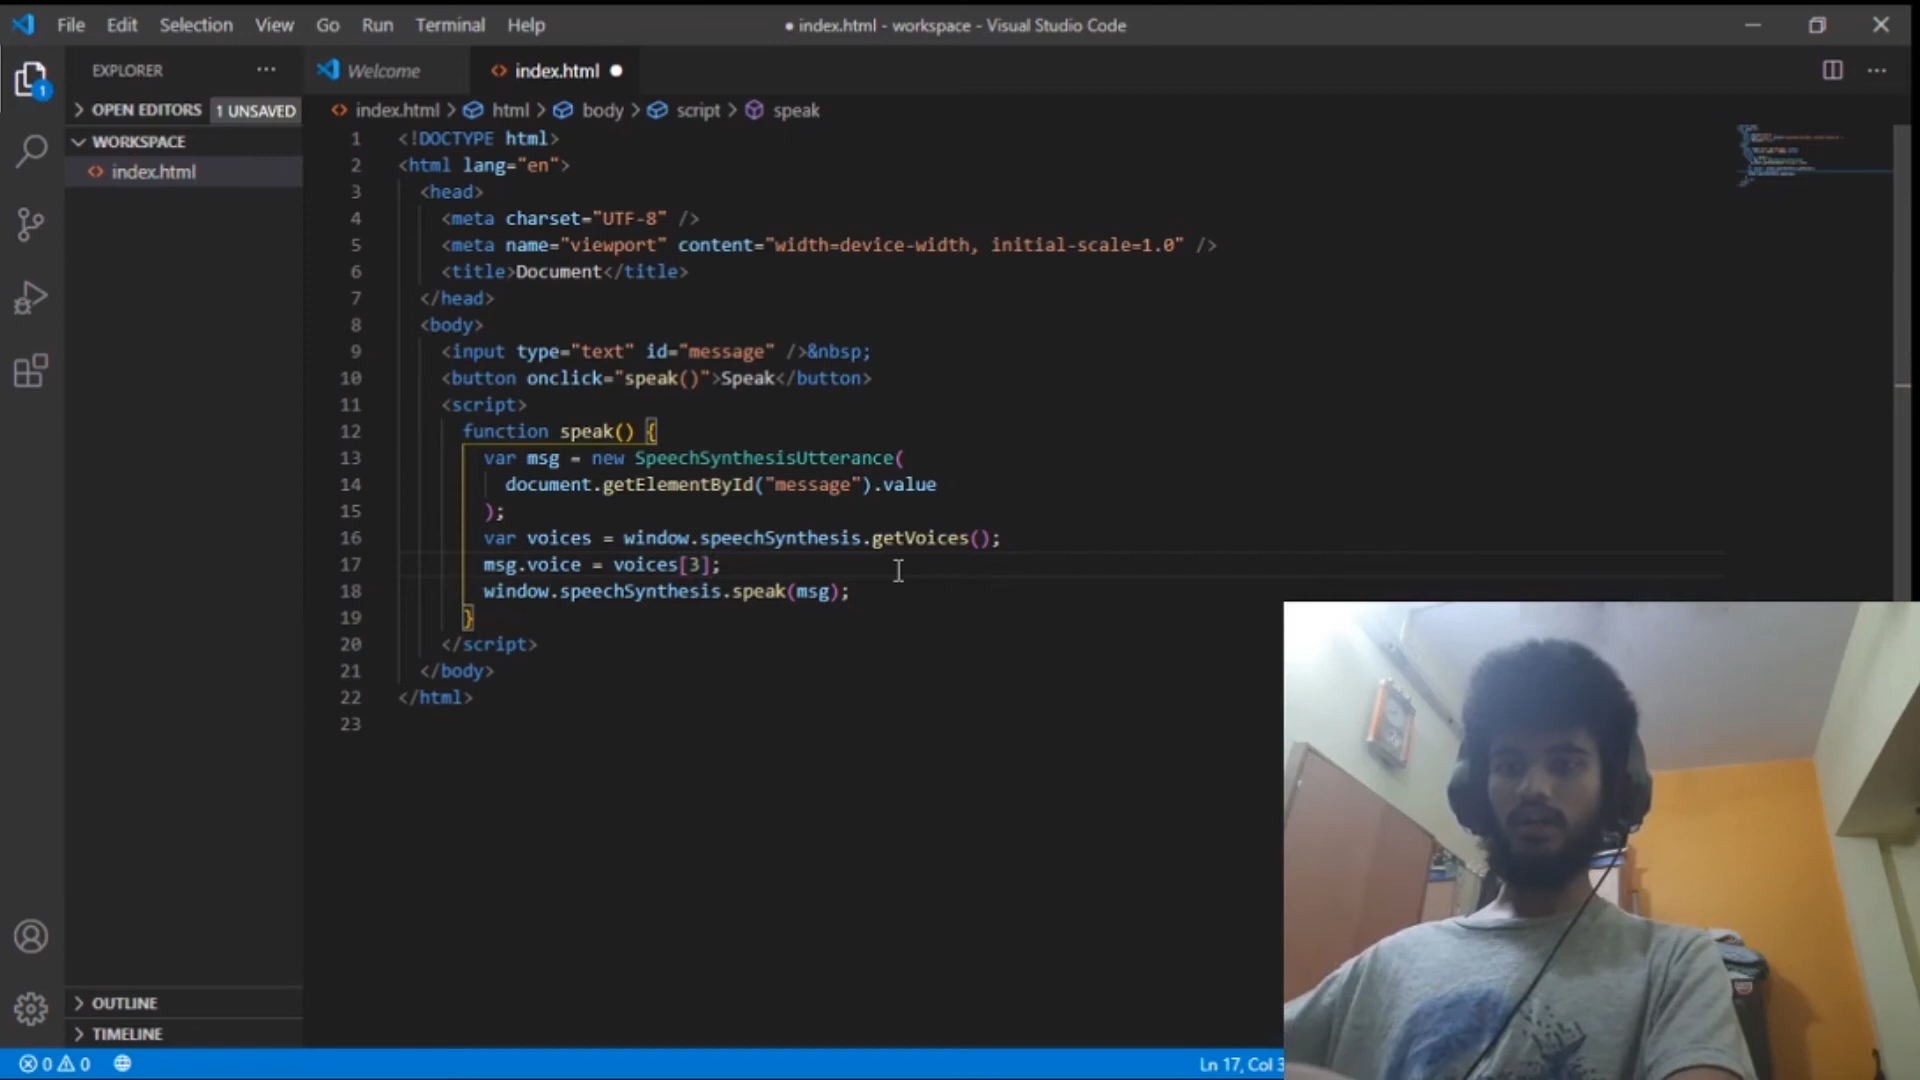 File Edit Selection View Go Run Terminal Help
● index.html - workspace - Visual Studio Code
EXPLORER
Welcome
index.html
OPEN EDITORS 1 UNSAVED
WORKSPACE
index.html
index.html > html > body > script > speak
1 <!DOCTYPE html>
2 <html lang="en">
3 <head>
4 <meta charset="UTF-8" />
5 <meta name="viewport" content="width=device-width, initial-scale=1.0" />
6 <title>Document</title>
7 </head>
8 <body>
9 <input type="text" id="message" />&nbsp;
10 <button onclick="speak()">Speak</button>
11 <script>
12 function speak() {
13 var msg = new SpeechSynthesisUtterance(
14 document.getElementById("message").value
15 );
16 var voices = window.speechSynthesis.getVoices();
17 msg.voice = voices[3];
18 window.speechSynthesis.speak(msg);
19 }
20 </script>
21 </body>
22 </html>
23
1
OUTLINE
TIMELINE
0 0
Ln 17, Col 3